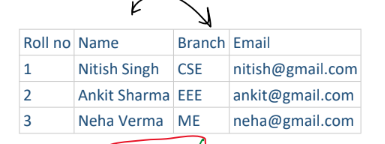 Roll no Name Branch Email
1 Nitish Singh CSE nitish@gmail.com
2 Ankit Sharma EEE ankit@gmail.com
3 Neha Verma ME neha@gmail.com